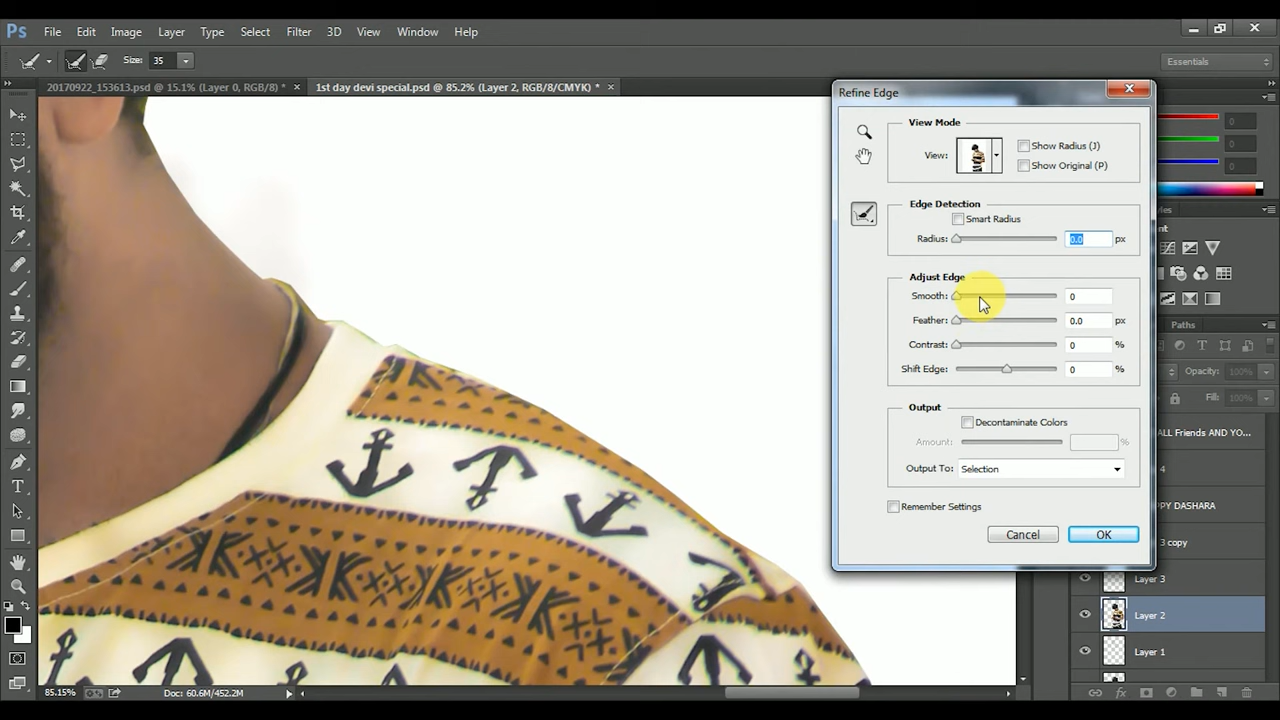 Ps File Edit Image Layer Type Select Filter 3D View Window Help
Size: 35 Essentials
20170922_153613.psd @ 15.1% (Layer 0, RGB/8) * × 1st day devi special.psd @ 85.2% (Layer 2, RGB/8/CMYK) * ×
Refine Edge
View Mode
View:
Show Radius (J)
Show Original (P)
Edge Detection
Smart Radius
Radius: 0.0 px
Adjust Edge
Smooth: 0
Feather: 0.0 px
Contrast: 0 %
Shift Edge: 0 %
Output
Decontaminate Colors
Amount: %
Output To: Selection
Remember Settings
Cancel OK
0
0
0
Paths
Opacity: 100%
Fill: 100%
ALL Friends AND YO...
4
PPY DASHARA
3 copy
Layer 3
Layer 2
Layer 1
85.15% Doc: 60.6M/452.2M